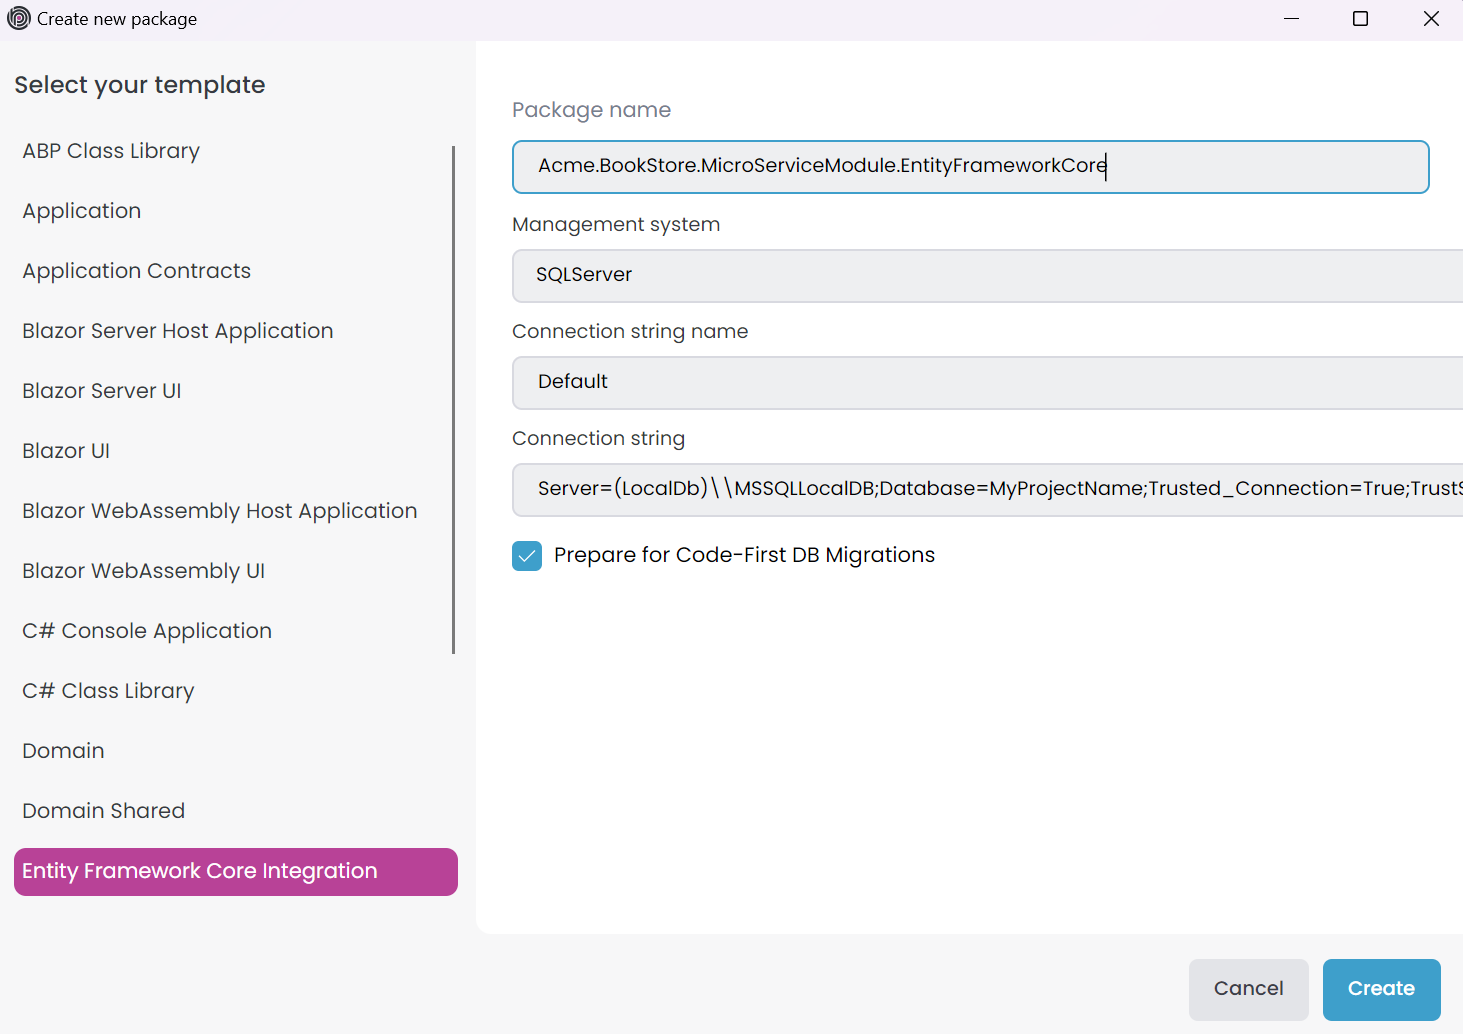 Create new package
Select your template
ABP Class Library
Application
Application Contracts
Blazor Server Host Application
Blazor Server UI
Blazor UI
Blazor WebAssembly Host Application
Blazor WebAssembly UI
C# Console Application
C# Class Library
Domain
Domain Shared
Entity Framework Core Integration
Package name
Acme.BookStore.MicroServiceModule.EntityFrameworkCore
Management system
SQLServer
Connection string name
Default
Connection string
Server=(LocalDb)\\MSSQLLocalDB;Database=MyProjectName;Trusted_Connection=True;TrustS
Prepare for Code-First DB Migrations
Cancel
Create